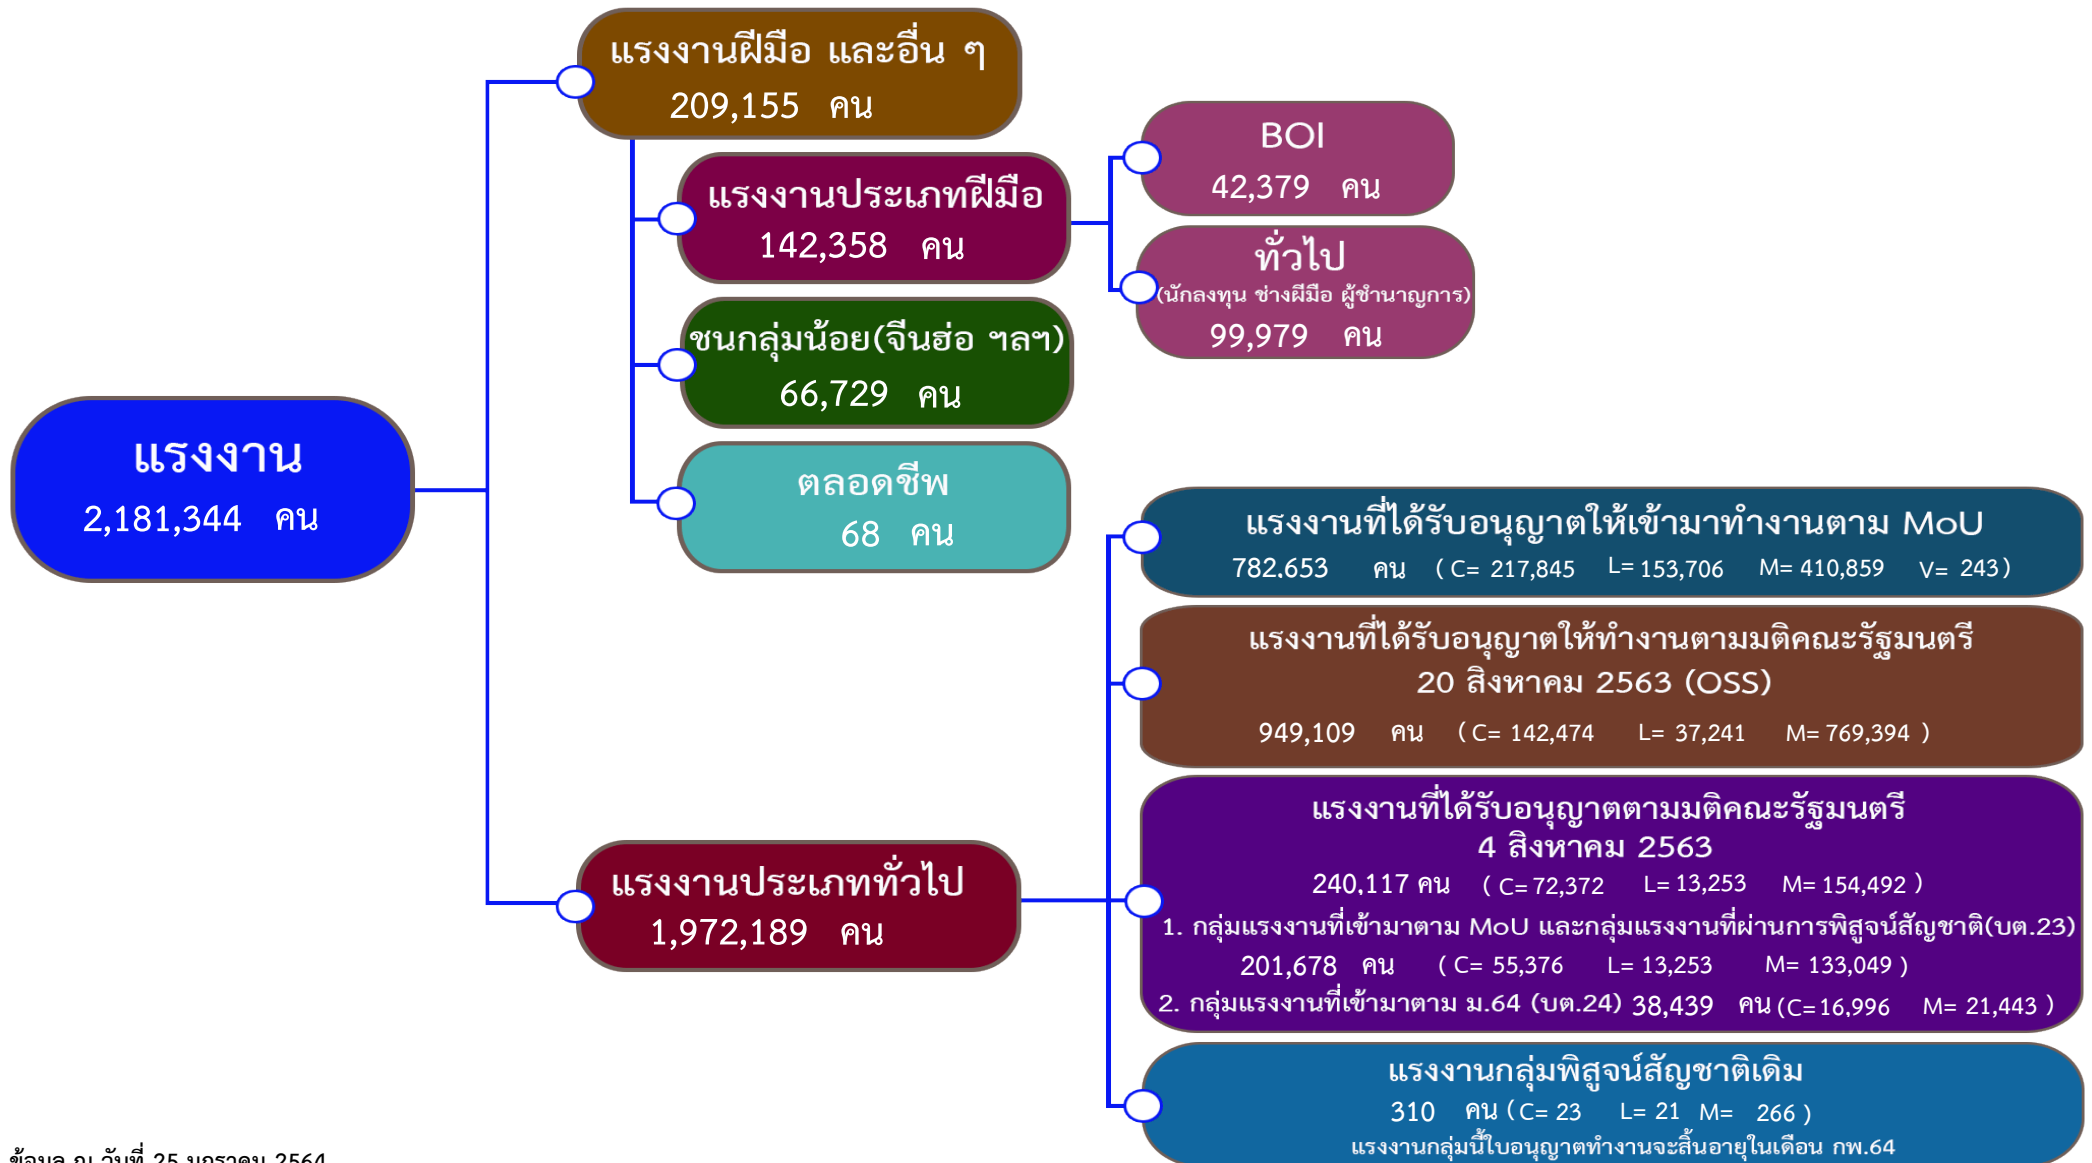 แรงงาน
2,181,344 คน
แรงงานฝีมือ และอื่น ๆ
209,155 คน
แรงงานประเภทฝีมือ
142,358 คน
BOI
42,379 คน
ทั่วไป
(นักลงทุน ช่างฝีมือ ผู้ชำนาญการ)
99,979 คน
ชนกลุ่มน้อย(จีนฮ่อ ฯลฯ)
66,729 คน
ตลอดชีพ
68 คน
แรงงานประเภททั่วไป
1,972,189 คน
แรงงานที่ได้รับอนุญาตให้เข้ามาทำงานตาม MoU
782,653 คน ( C= 217,845 L= 153,706 M= 410,859 V= 243 )
แรงงานที่ได้รับอนุญาตให้ทำงานตามมติคณะรัฐมนตรี
20 สิงหาคม 2563 (OSS)
949,109 คน ( C= 142,474 L= 37,241 M= 769,394 )
แรงงานที่ได้รับอนุญาตตามมติคณะรัฐมนตรี
4 สิงหาคม 2563
240,117 คน ( C= 72,372 L= 13,253 M= 154,492 )
1. กลุ่มแรงงานที่เข้ามาตาม MoU และกลุ่มแรงงานที่ผ่านการพิสูจน์สัญชาติ(บต.23)
201,678 คน ( C= 55,376 L= 13,253 M= 133,049 )
2. กลุ่มแรงงานที่เข้ามาตาม ม.64 (บต.24) 38,439 คน (C= 16,996 M= 21,443 )
แรงงานกลุ่มพิสูจน์สัญชาติเดิม
310 คน ( C= 23 L= 21 M= 266 )
แรงงานกลุ่มนี้ใบอนุญาตทำงานจะสิ้นอายุในเดือน กพ.64
ข้อมูล ณ วันที่ 25 มกราคม 2564